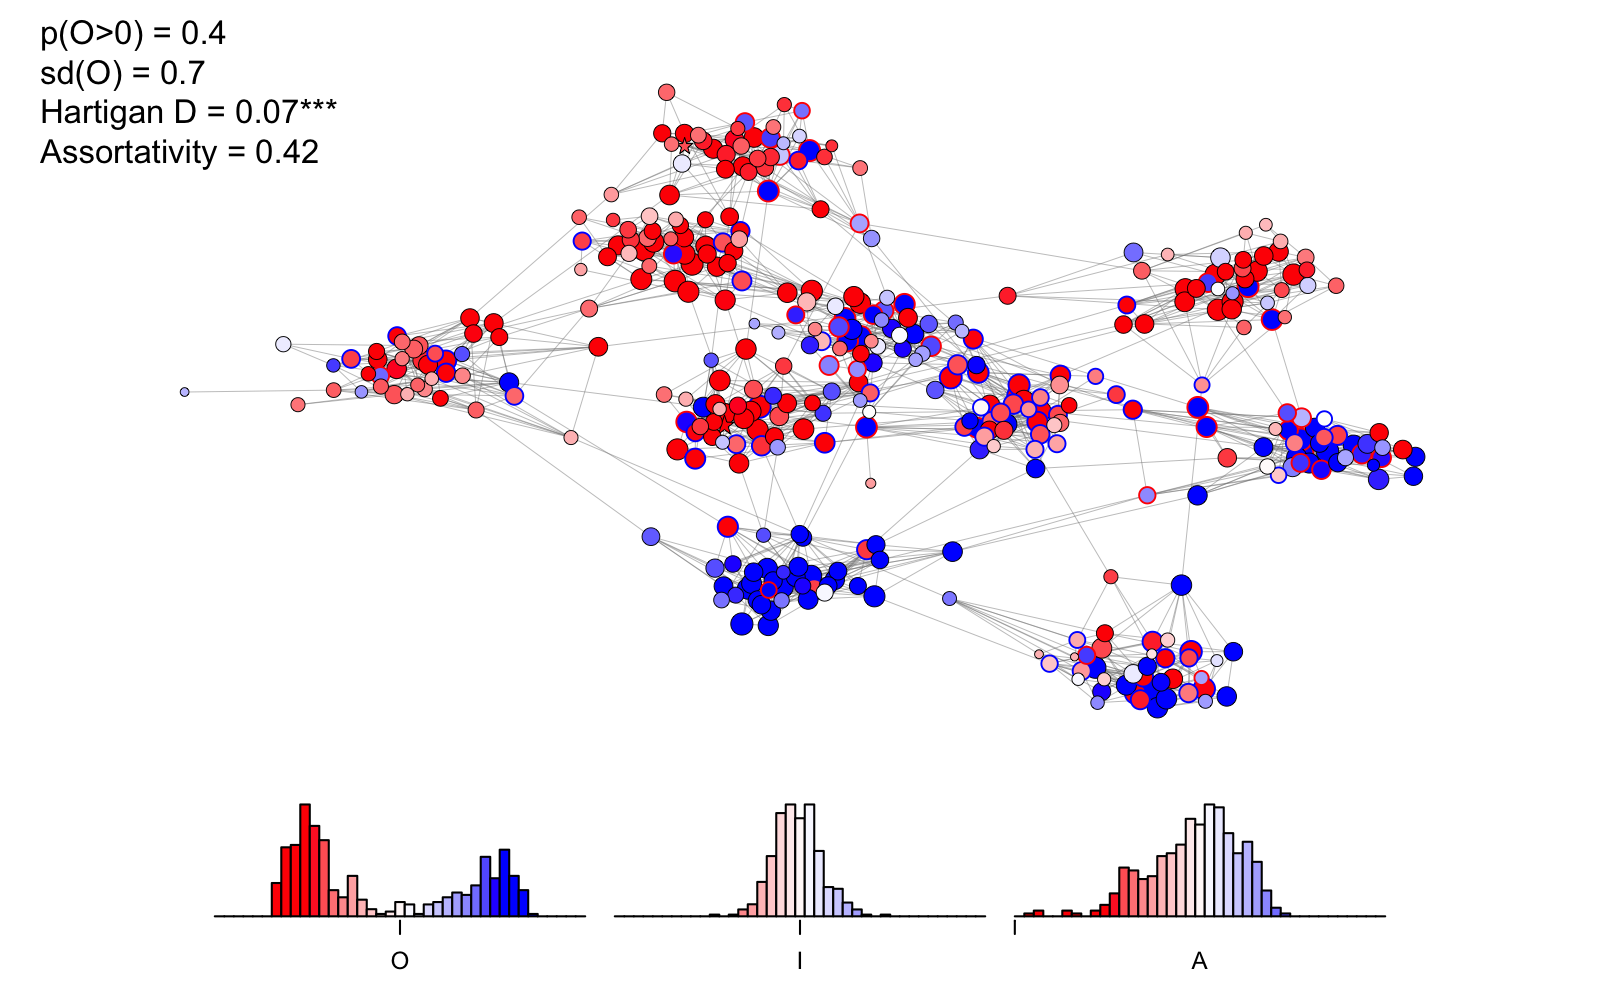 p(O>0) = 0.4
sd(O) = 0.7
Hartigan D = 0.07***
Assortativity = 0.42
O
I
A